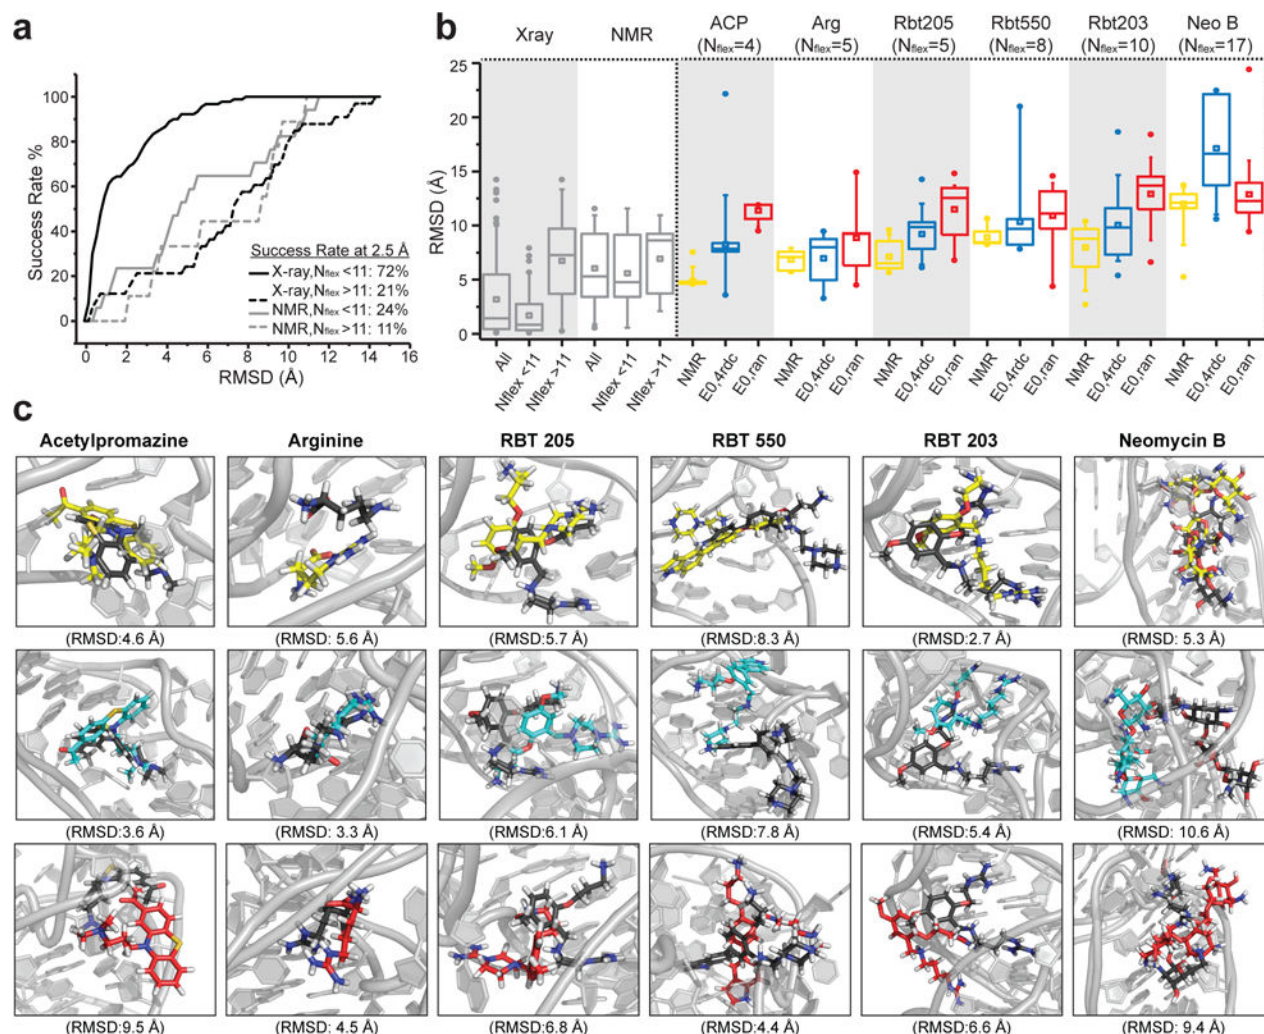 a
Success Rate %
100
80
60
40
20
0
Success Rate at 2.5 Å
X-ray,Nflex <11: 72%
X-ray,Nflex >11: 21%
NMR,Nflex <11: 24%
NMR,Nflex >11: 11%
0 2 4 6 8 10 12 14 16
RMSD (Å)
b
Xray NMR ACP Arg Rbt205 Rbt550 Rbt203 Neo B
(Nflex=4) (Nflex=5) (Nflex=5) (Nflex=8) (Nflex=10) (Nflex=17)
RMSD (Å)
25
20
15
10
5
0
All Nflex <11 Nflex >11 All Nflex <11 Nflex >11 NMR E0,4rdc E0,ran NMR E0,4rdc E0,ran NMR E0,4rdc E0,ran NMR E0,4rdc E0,ran NMR E0,4rdc E0,ran NMR E0,4rdc E0,ran
c
Acetylpromazine Arginine RBT 205 RBT 550 RBT 203 Neomycin B
(RMSD:4.6 Å) (RMSD: 5.6 Å) (RMSD:5.7 Å) (RMSD:8.3 Å) (RMSD:2.7 Å) (RMSD: 5.3 Å)
(RMSD:3.6 Å) (RMSD: 3.3 Å) (RMSD:6.1 Å) (RMSD:7.8 Å) (RMSD:5.4 Å) (RMSD: 10.6 Å)
(RMSD:9.5 Å) (RMSD: 4.5 Å) (RMSD:6.8 Å) (RMSD:4.4 Å) (RMSD:6.6 Å) (RMSD: 9.4 Å)